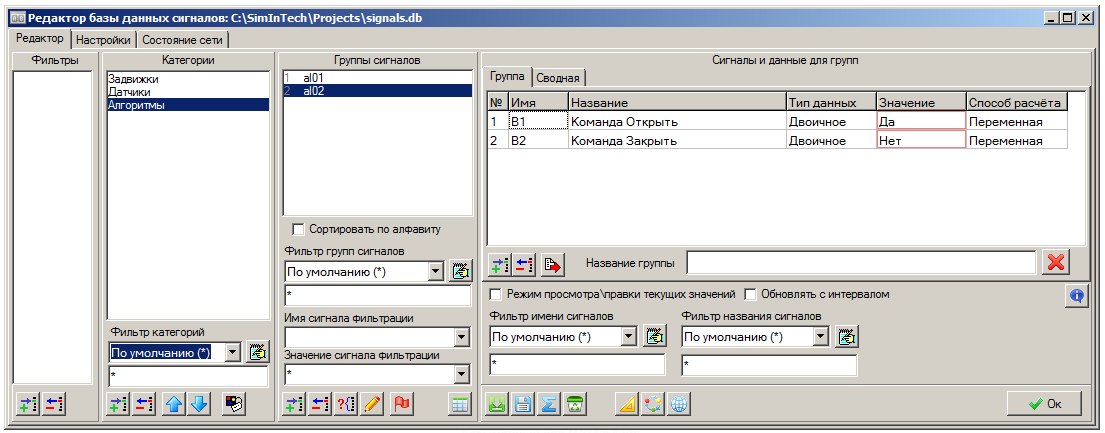 Редактор базы данных сигналов: C:\SimInTech\Projects\signals.db
Редактор Настройки Состояние сети
Фильтры
Категории
Задвижки
Датчики
Алгоритмы
Фильтр категорий
По умолчанию (*)
*
Группы сигналов
1 al01
2 al02
Сортировать по алфавиту
Фильтр групп сигналов
По умолчанию (*)
*
Имя сигнала фильтрации
Значение сигнала фильтрации
*
Сигналы и данные для групп
Группа Сводная
№ Имя Название Тип данных Значение Способ расчёта
1 B1 Команда Открыть Двоичное Да Переменная
2 B2 Команда Закрыть Двоичное Нет Переменная
Название группы
Режим просмотра\правки текущих значений Обновлять с интервалом
Фильтр имени сигналов Фильтр названия сигналов
По умолчанию (*) По умолчанию (*)
* *
Ок